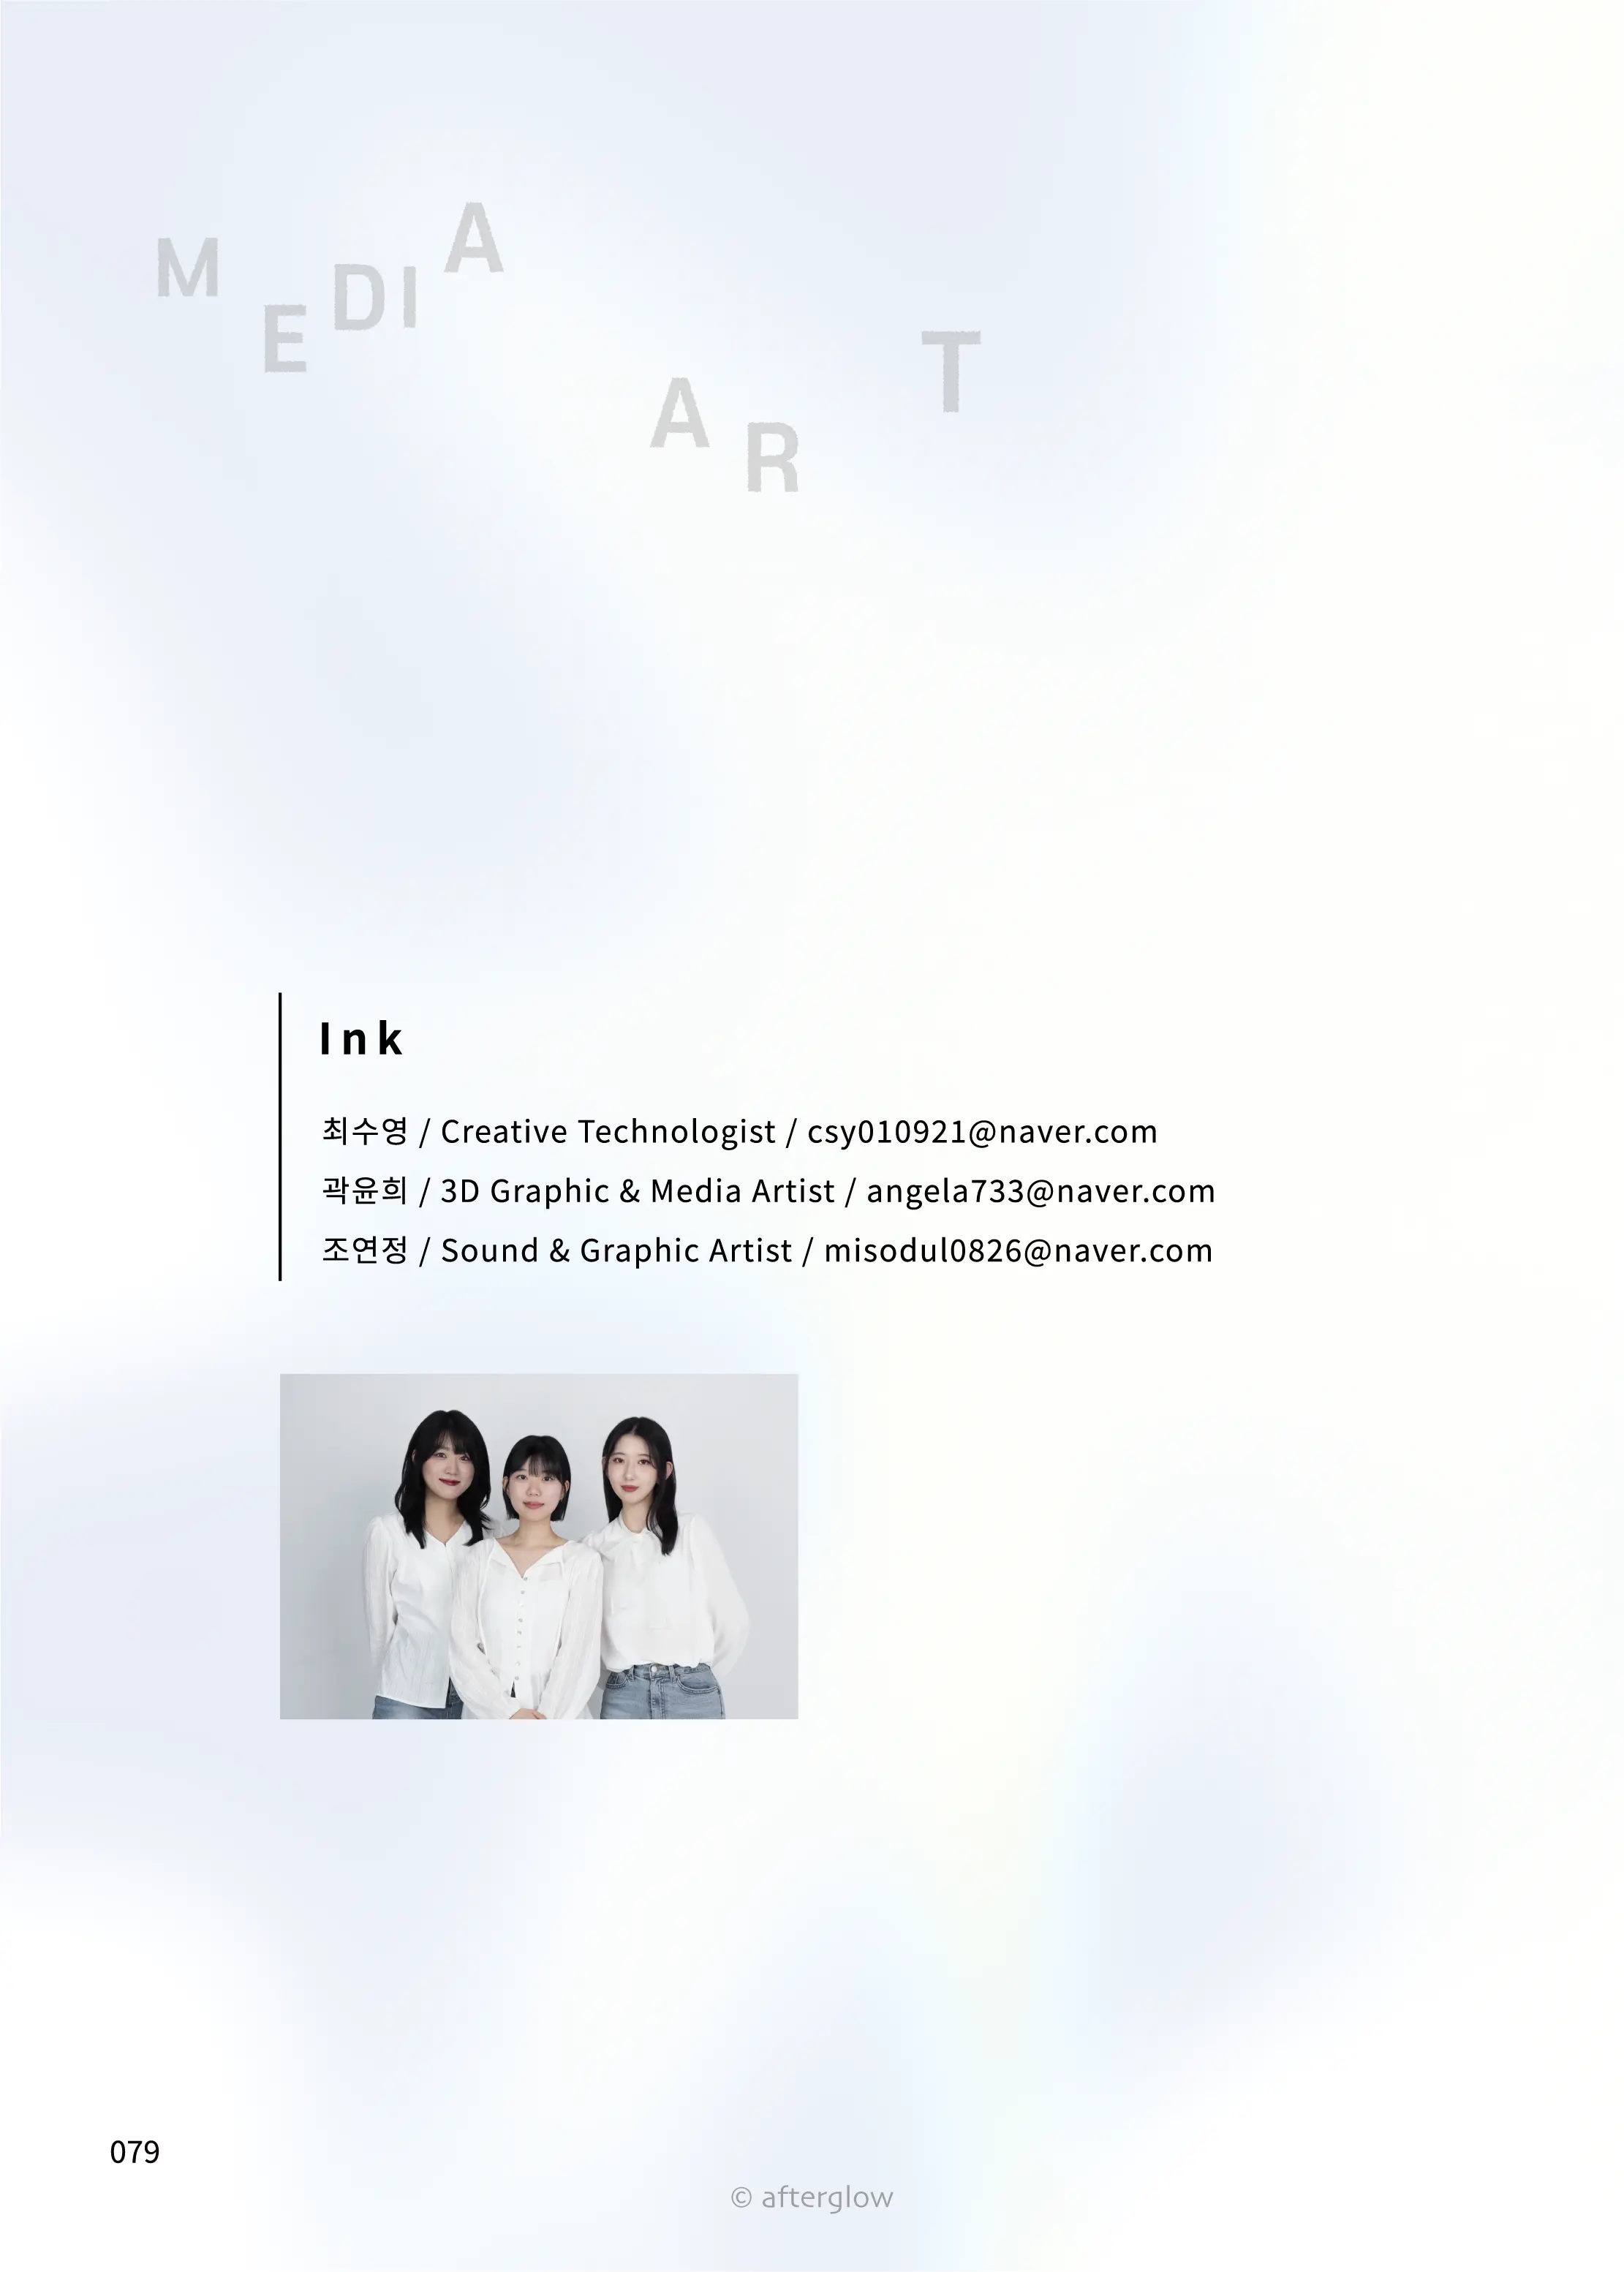 MEDIA ART
Ink
최수영 / Creative Technologist / csy010921@naver.com
곽윤희 / 3D Graphic & Media Artist / angela733@naver.com
조연정 / Sound & Graphic Artist / misodul0826@naver.com
079
© afterglow